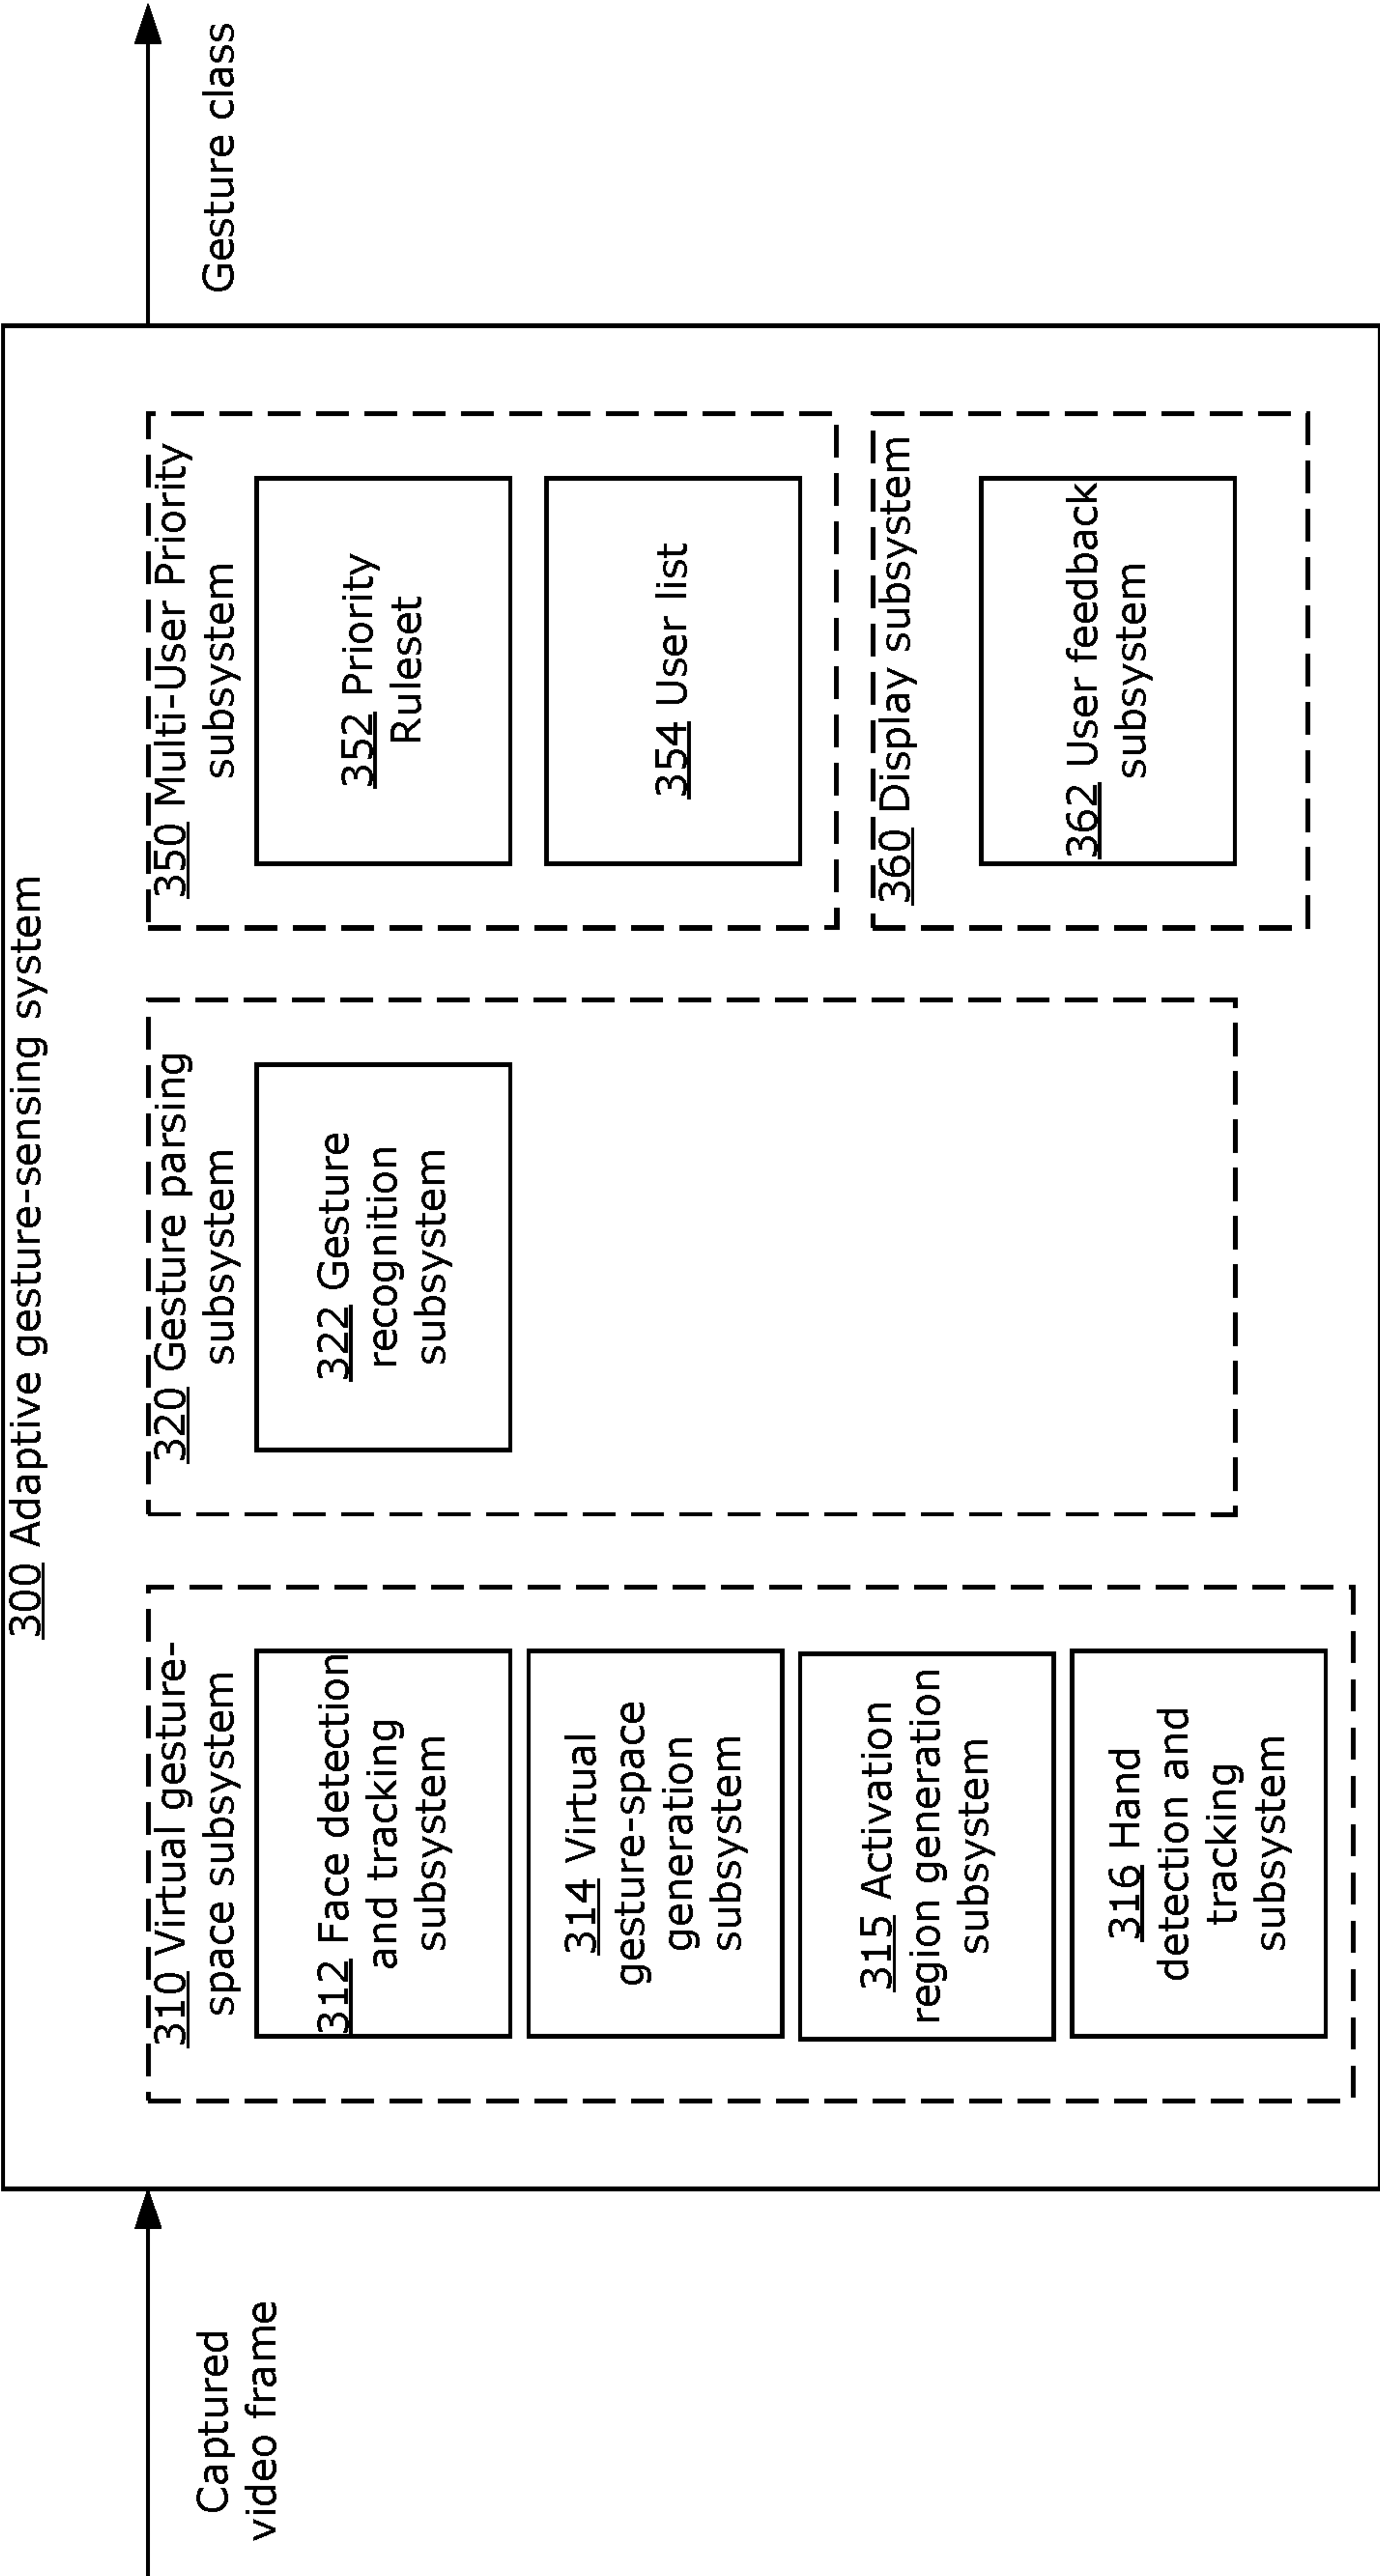 300 Adaptive gesture-sensing system
Captured
video frame
310 Virtual gesture-
space subsystem
312 Face detection
and tracking
subsystem
314 Virtual
gesture-space
generation
subsystem
315 Activation
region generation
subsystem
316 Hand
detection and
tracking
subsystem
320 Gesture parsing
subsystem
322 Gesture
recognition
subsystem
350 Multi-User Priority
subsystem
352 Priority
Ruleset
354 User list
360 Display subsystem
362 User feedback
subsystem
Gesture class